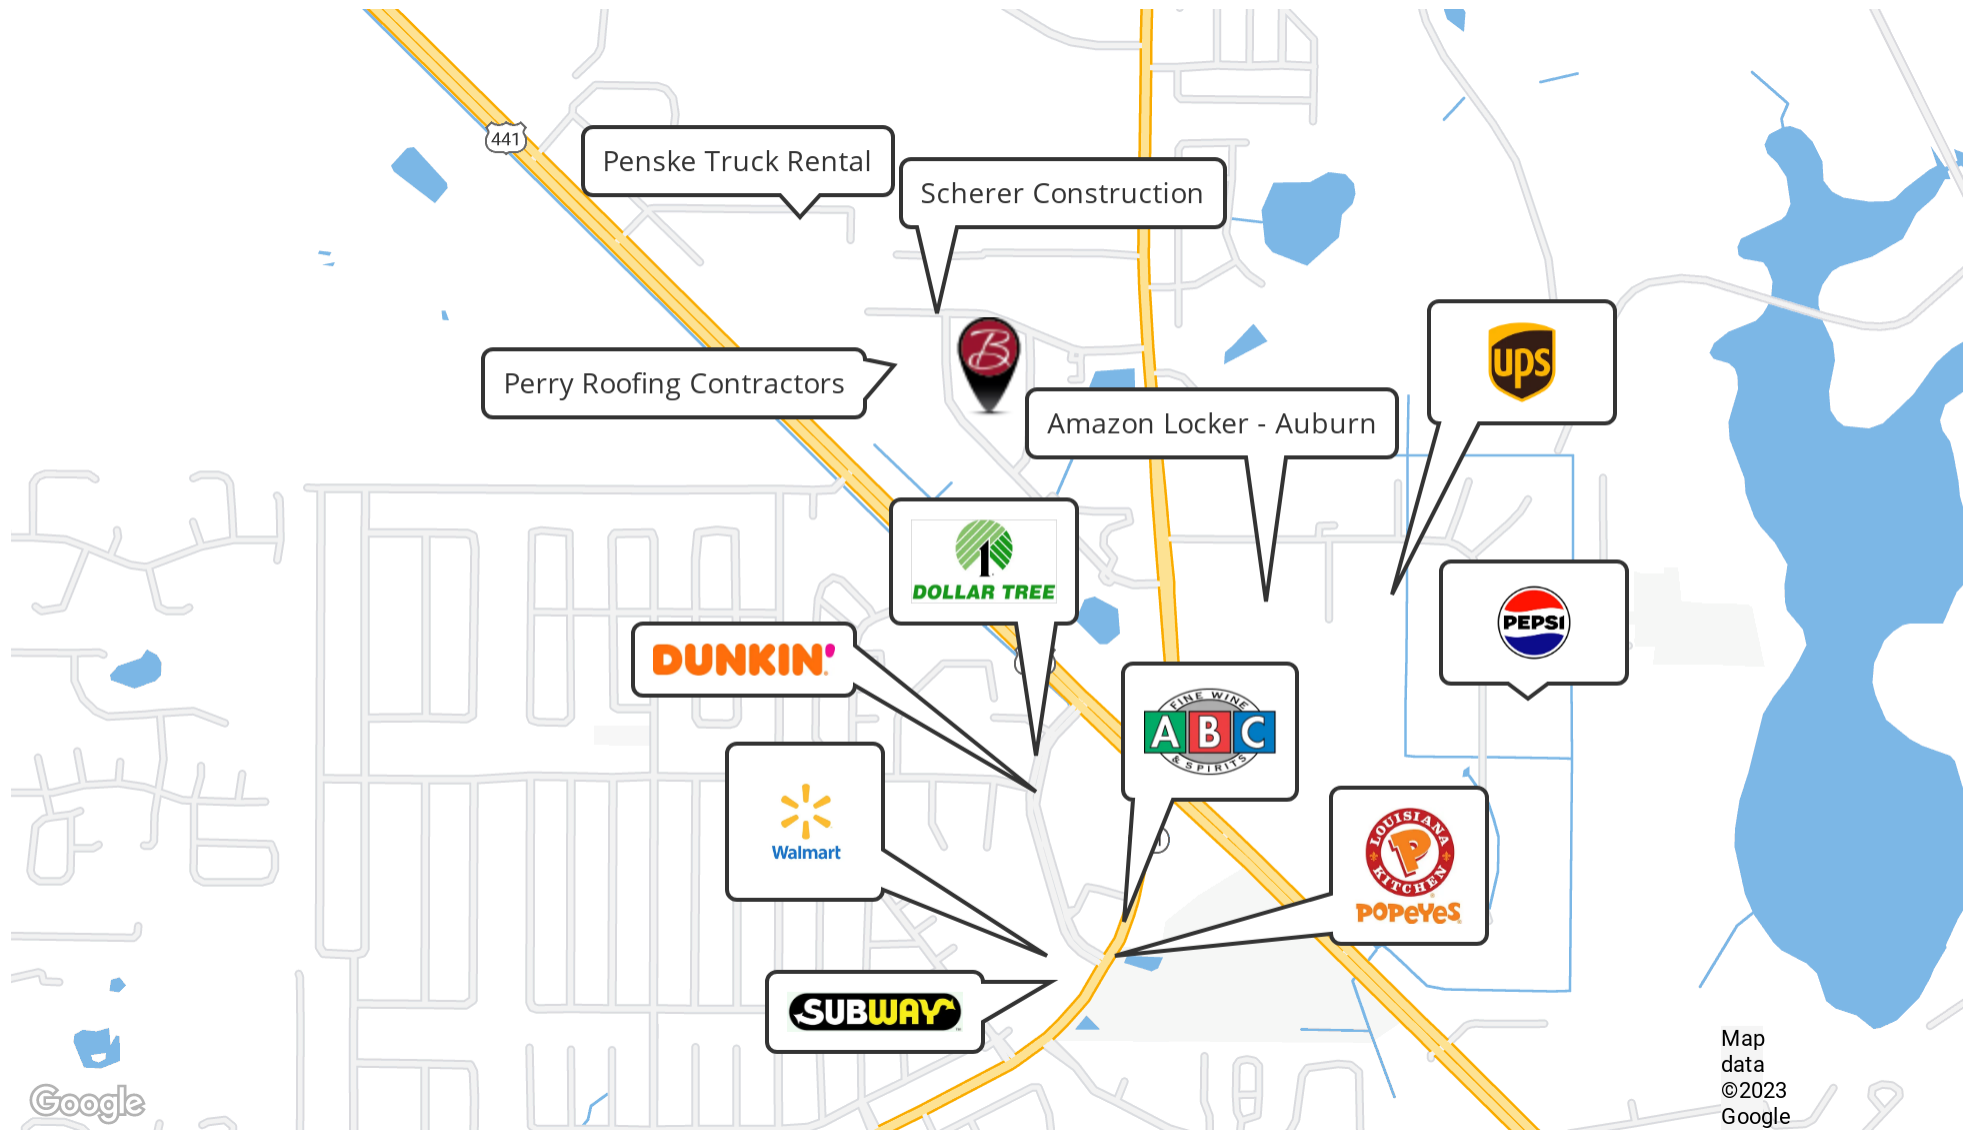 441
Penske Truck Rental
Scherer Construction
B
Perry Roofing Contractors
ups
Amazon Locker - Auburn
1
DOLLAR TREE
PEPSI
DUNKIN'
FINE WINE
ABC
& SPIRITS
Walmart
LOUISIANA
P
KITCHEN
POPEYES
SUBWAY
Map
data
©2023
Google
Google